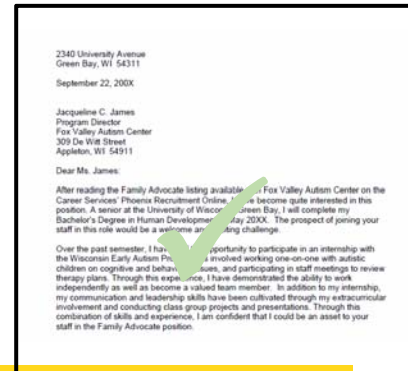 2340 University Avenue
Green Bay, WI 54311
September 22, 200X
Jacqueline C. James
Program Director
Fox Valley Autism Center
309 De Witt Street
Appleton, WI 54911
Dear Ms. James:
After reading the Family Advocate listing available Fox Valley Autism Center on the
Career Services' Phoenix Recruitment Online, become quite interested in this
position. A senior at the University of Green Bay, I will complete my
Bachelor's Degree in Human 20XX. The prospect of joining your
staff in this role would be a welcome and challenge.
Over the past semester, I opportunity to participate in an internship with
the Wisconsin Early Autism involved working one-on-one with autistic
children on cognitive and and participating in staff meetings to review
therapy plans. Through this I have demonstrated the ability to work
independently as well as become a valued team member. In addition to my internship,
my communication and leadership skills have been cultivated through my extracurricular
involvement and conducting class group projects and presentations. Through this
combination of skills and experience, I am confident that I could be an asset to your
staff in the Family Advocate position.